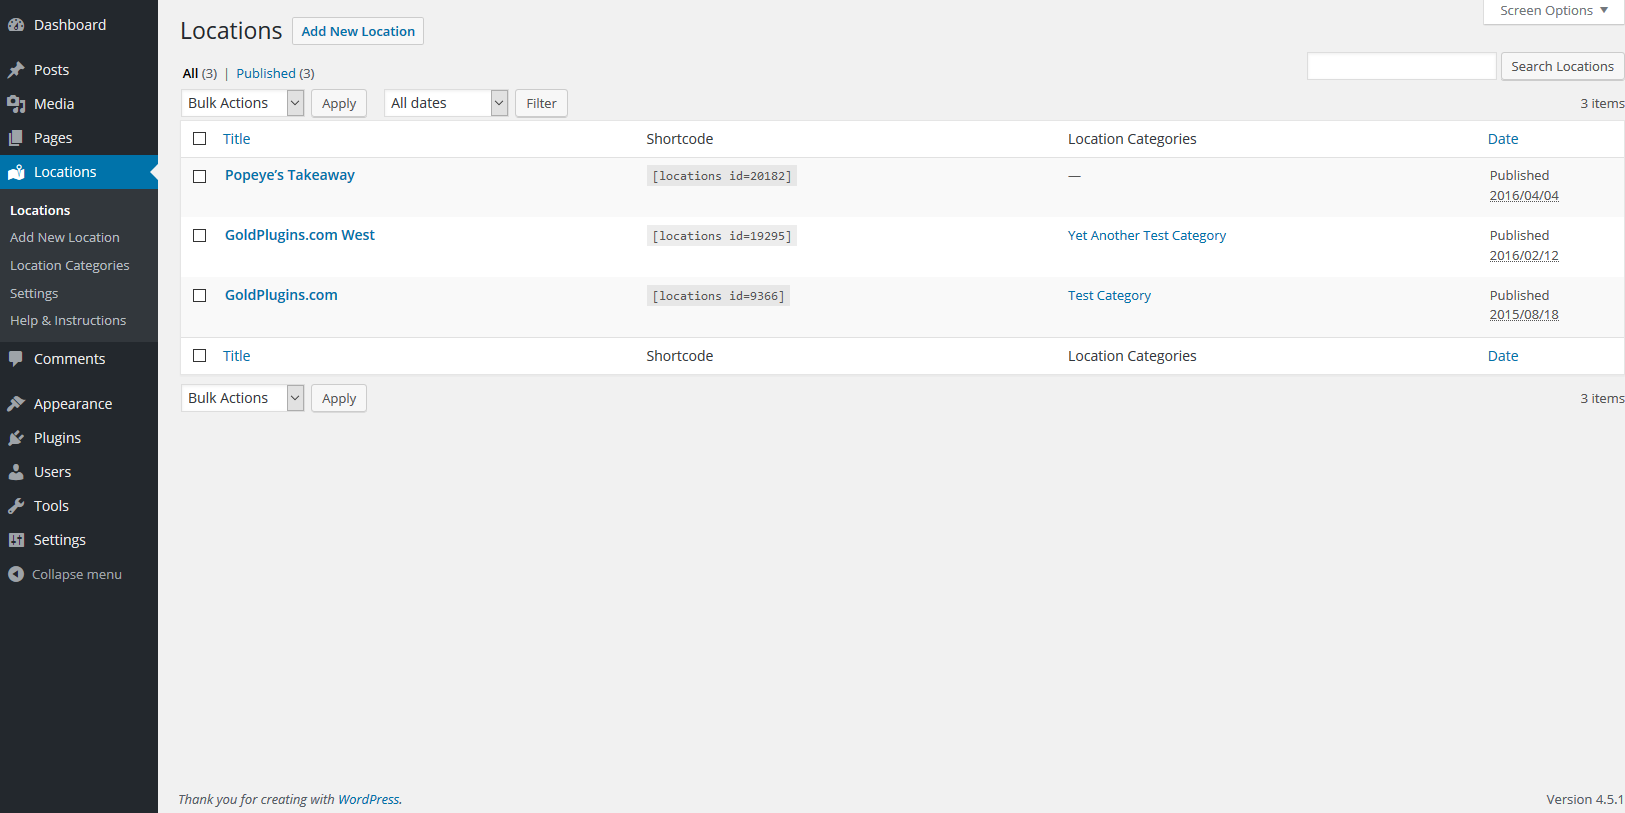 Dashboard
Posts
Media
Pages
Locations
Locations
Add New Location
Location Categories
Settings
Help & Instructions
Comments
Appearance
Plugins
Users
Tools
Settings
Collapse menu
Screen Options
Locations Add New Location
All (3) | Published (3)
Search Locations
Bulk Actions Apply All dates Filter 3 items
Title Shortcode Location Categories Date
Popeye’s Takeaway [locations id=20182] — Published
2016/04/04
GoldPlugins.com West [locations id=19295] Yet Another Test Category Published
2016/02/12
GoldPlugins.com [locations id=9366] Test Category Published
2015/08/18
Title Shortcode Location Categories Date
Bulk Actions Apply 3 items
Thank you for creating with WordPress. Version 4.5.1